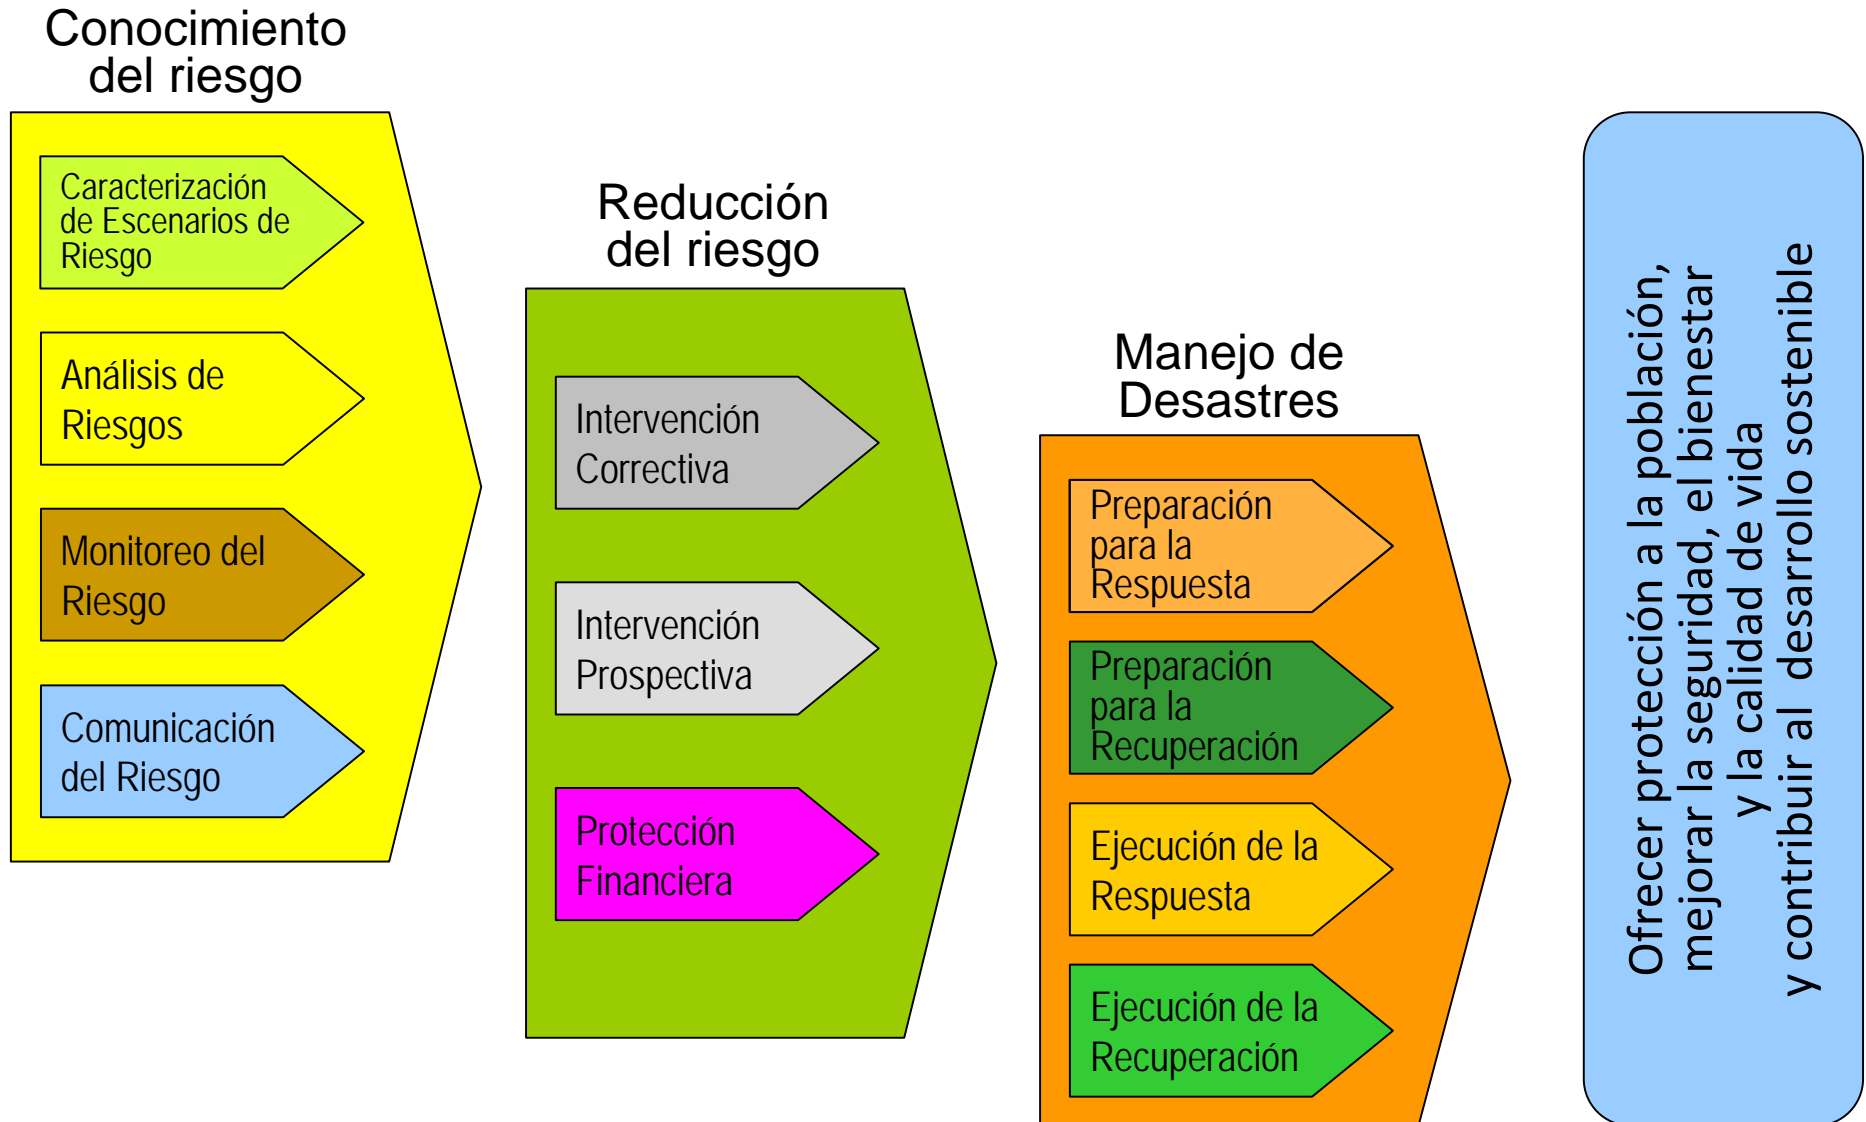 Conocimiento
del riesgo
Caracterización
de Escenarios de
Riesgo
Análisis de
Riesgos
Monitoreo del
Riesgo
Comunicación
del Riesgo
Reducción
del riesgo
Intervención
Correctiva
Intervención
Prospectiva
Protección
Financiera
Manejo de
Desastres
Preparación
para la
Respuesta
Preparación
para la
Recuperación
Ejecución de la
Respuesta
Ejecución de la
Recuperación
Ofrecer protección a la población,
mejorar la seguridad, el bienestar
y la calidad de vida
y contribuir al desarrollo sostenible